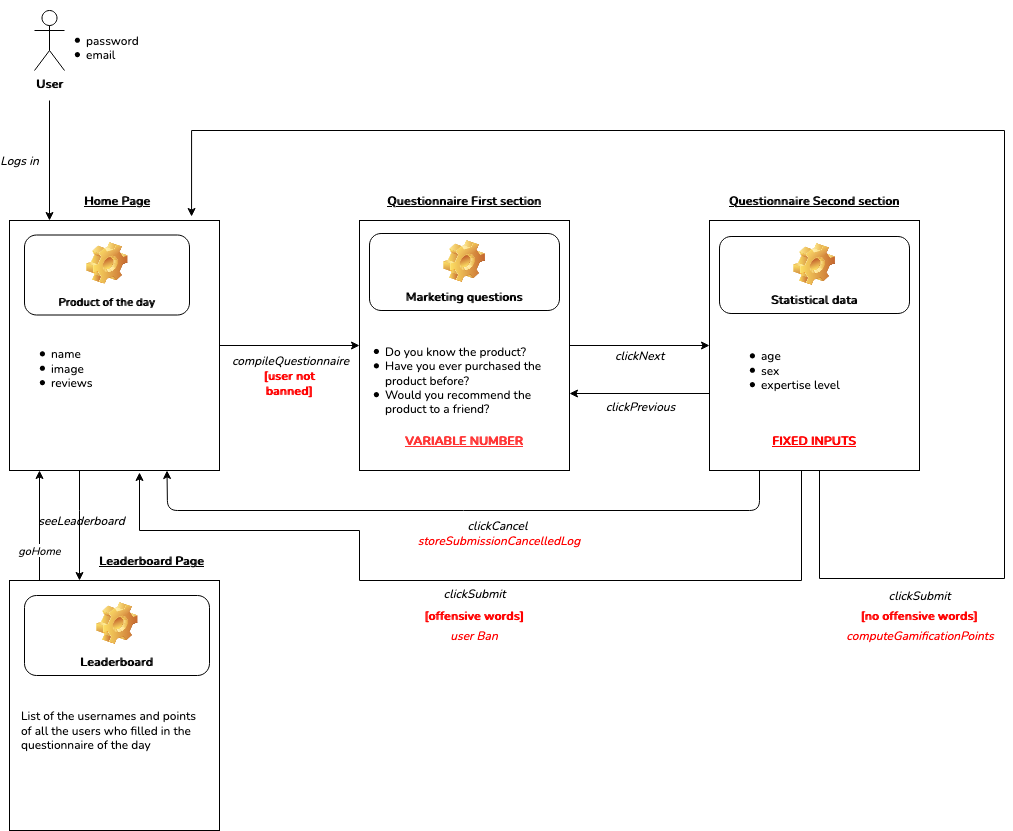 password
email
User
Logs in
Home Page
Questionnaire First section
Questionnaire Second section
Product of the day
Marketing questions
Statistical data
name
image
reviews
compileQuestionnaire
[user not
banned]
Do you know the product?
Have you ever purchased the
product before?
Would you recommend the
product to a friend?
VARIABLE NUMBER
clickNext
clickPrevious
age
sex
expertise level
FIXED INPUTS
seeLeaderboard
goHome
clickCancel
storeSubmissionCancelledLog
Leaderboard Page
clickSubmit
[offensive words]
user Ban
clickSubmit
[no offensive words]
computeGamificationPoints
Leaderboard
List of the usernames and points
of all the users who filled in the
questionnaire of the day